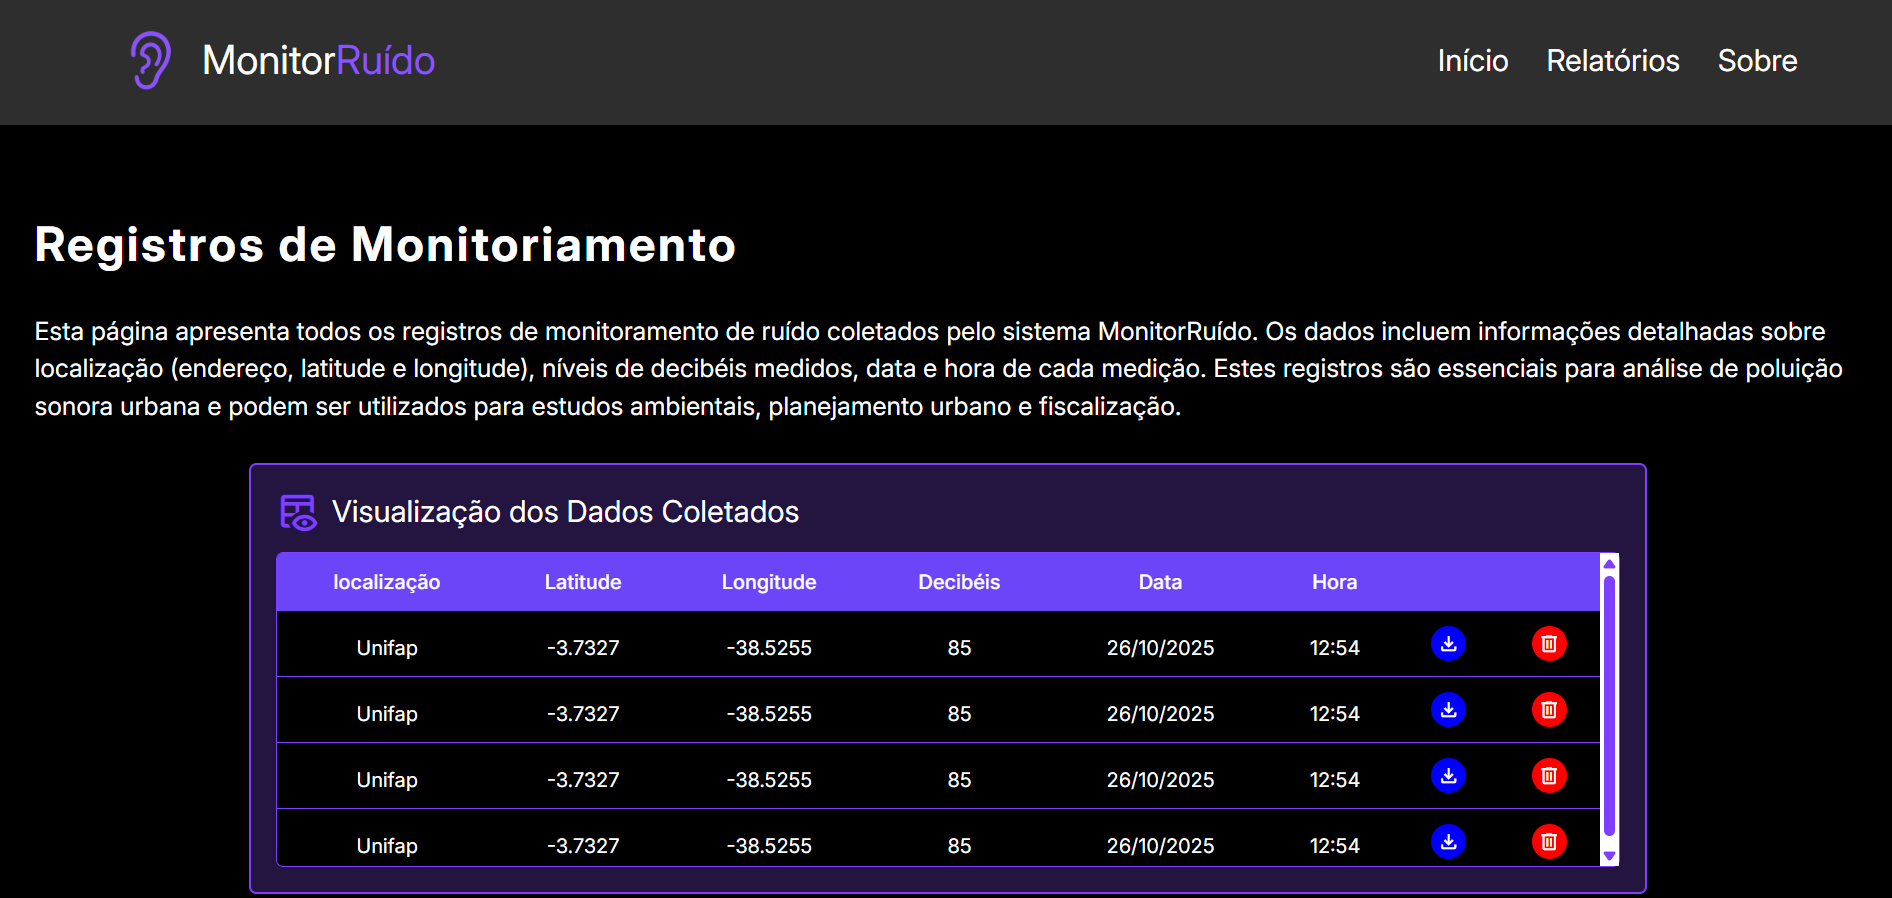 MonitorRuído
Início Relatórios Sobre
Registros de Monitoriamento
Esta página apresenta todos os registros de monitoramento de ruído coletados pelo sistema MonitorRuído. Os dados incluem informações detalhadas sobre
localização (endereço, latitude e longitude), níveis de decibéis medidos, data e hora de cada medição. Estes registros são essenciais para análise de poluição
sonora urbana e podem ser utilizados para estudos ambientais, planejamento urbano e fiscalização.
Visualização dos Dados Coletados
localização Latitude Longitude Decibéis Data Hora
Unifap -3.7327 -38.5255 85 26/10/2025 12:54
Unifap -3.7327 -38.5255 85 26/10/2025 12:54
Unifap -3.7327 -38.5255 85 26/10/2025 12:54
Unifap -3.7327 -38.5255 85 26/10/2025 12:54